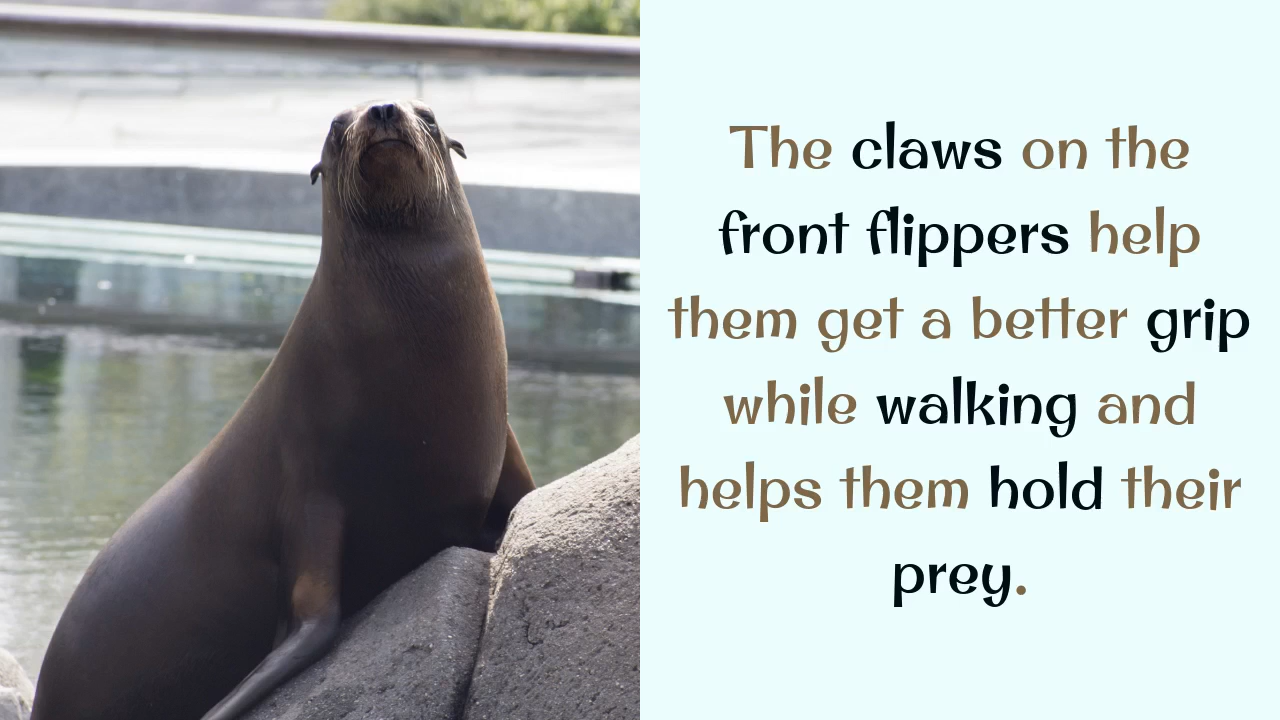 The claws on the
front flippers help
them get a better grip
while walking and
helps them hold their
prey.